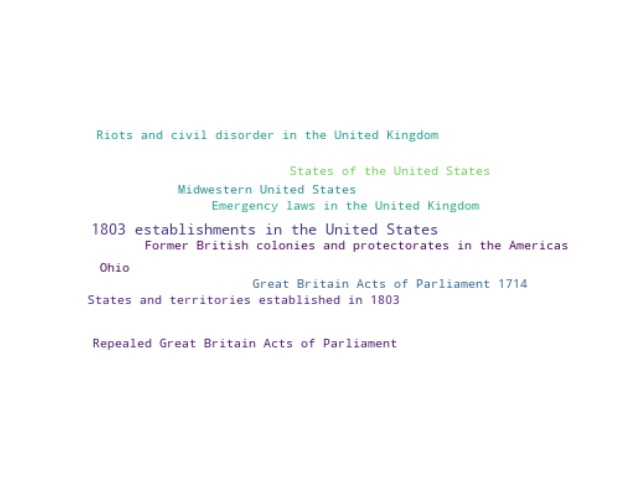 Riots and civil disorder in the United Kingdom
States of the United States
Midwestern United States
Emergency laws in the United Kingdom
1803 establishments in the United States
Former British colonies and protectorates in the Americas
Ohio
Great Britain Acts of Parliament 1714
States and territories established in 1803
Repealed Great Britain Acts of Parliament